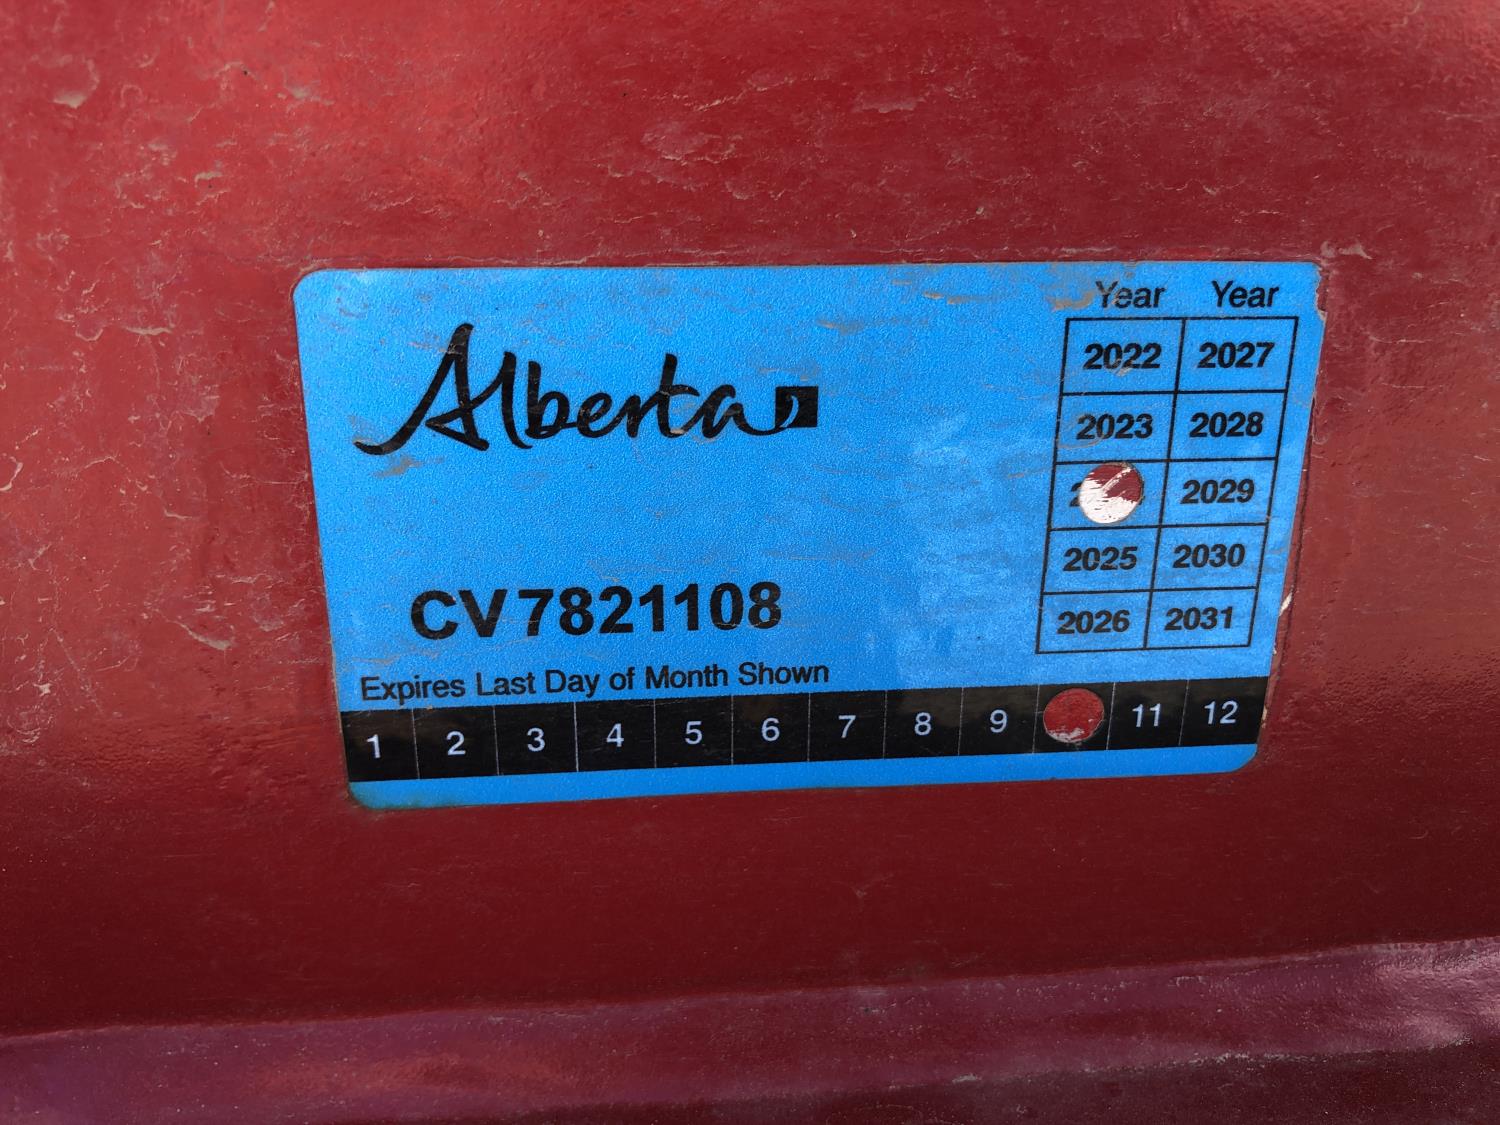 Alberta
Year Year
2022 2027
2023 2028
2029
2025 2030
2026 2031
CV7821108
Expires Last Day of Month Shown
1 2 3 4 5 6 7 8 9 11 12